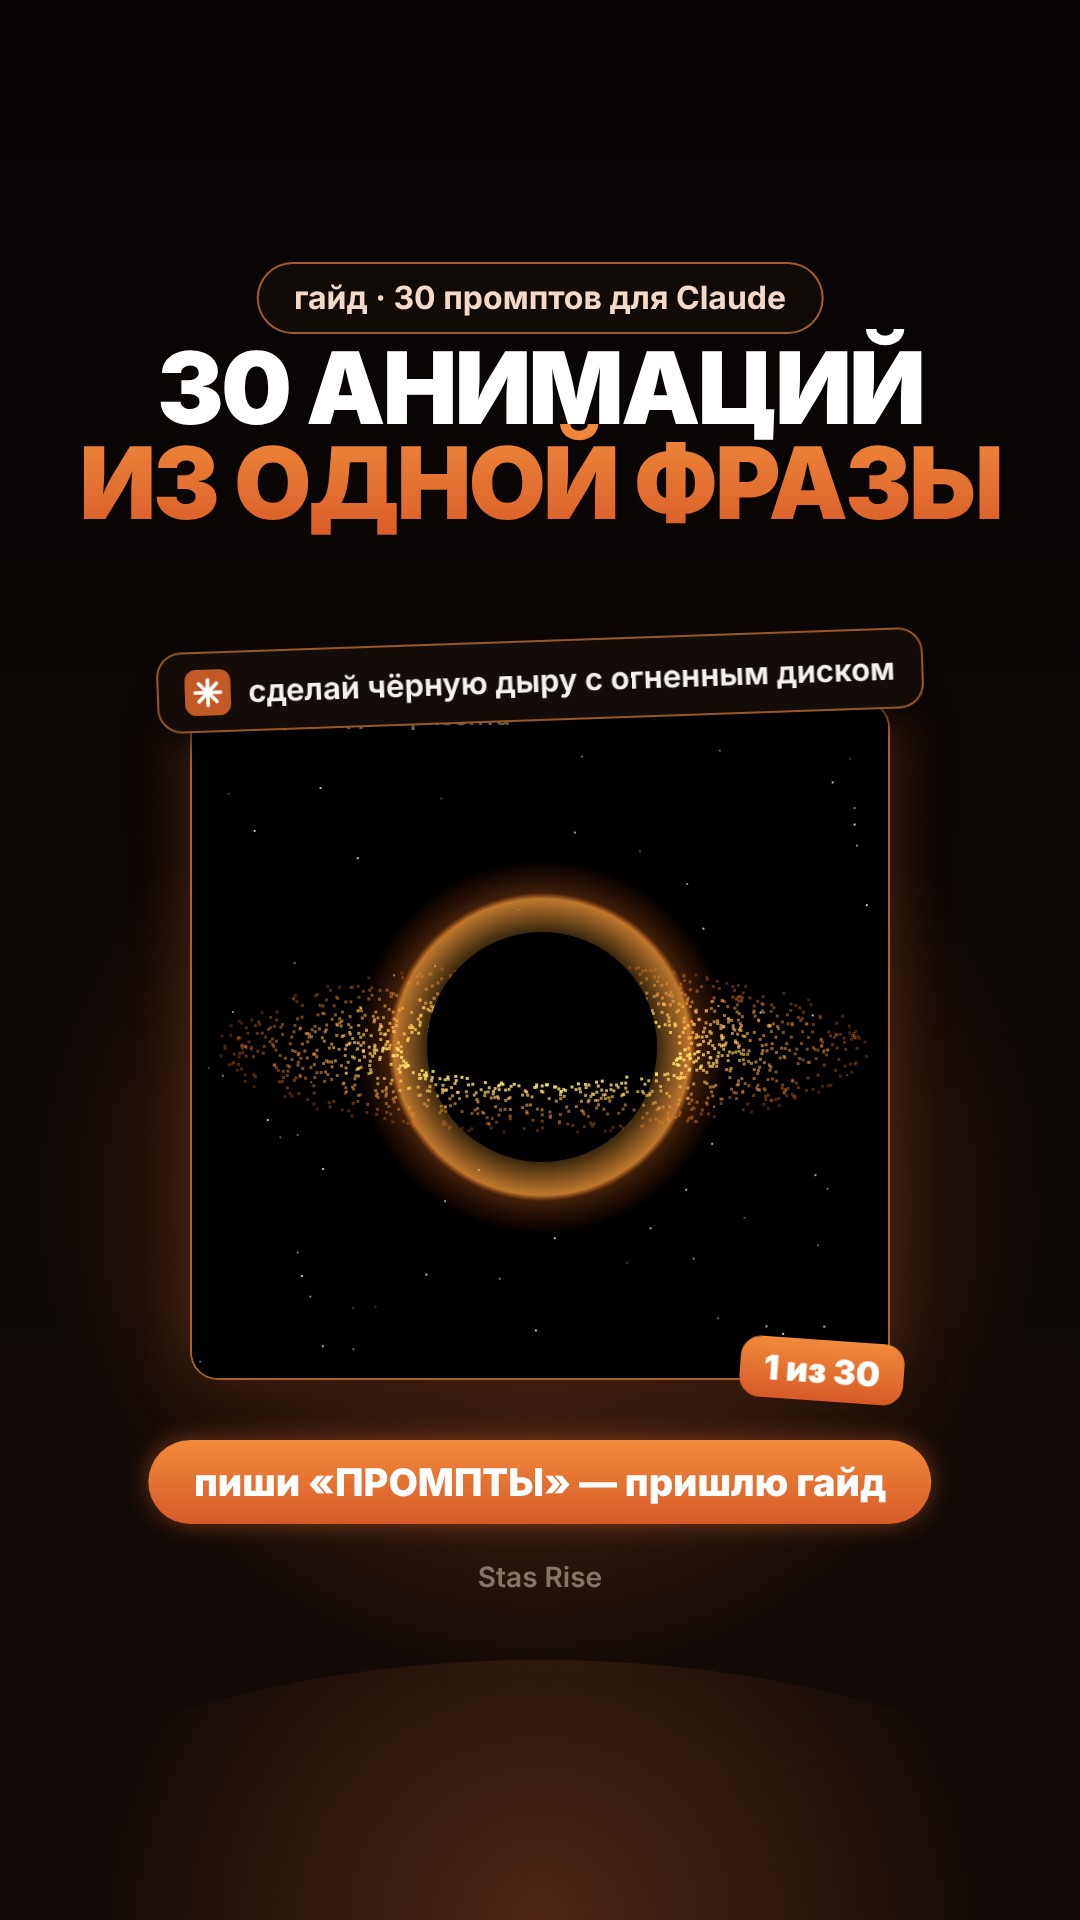 гайд · 30 промптов для Claude
30 АНИМАЦИЙ
ИЗ ОДНОЙ ФРАЗЫ
сделай чёрную дыру с огненным диском
1 из 30
пиши «ПРОМПТЫ» — пришлю гайд
Stas Rise